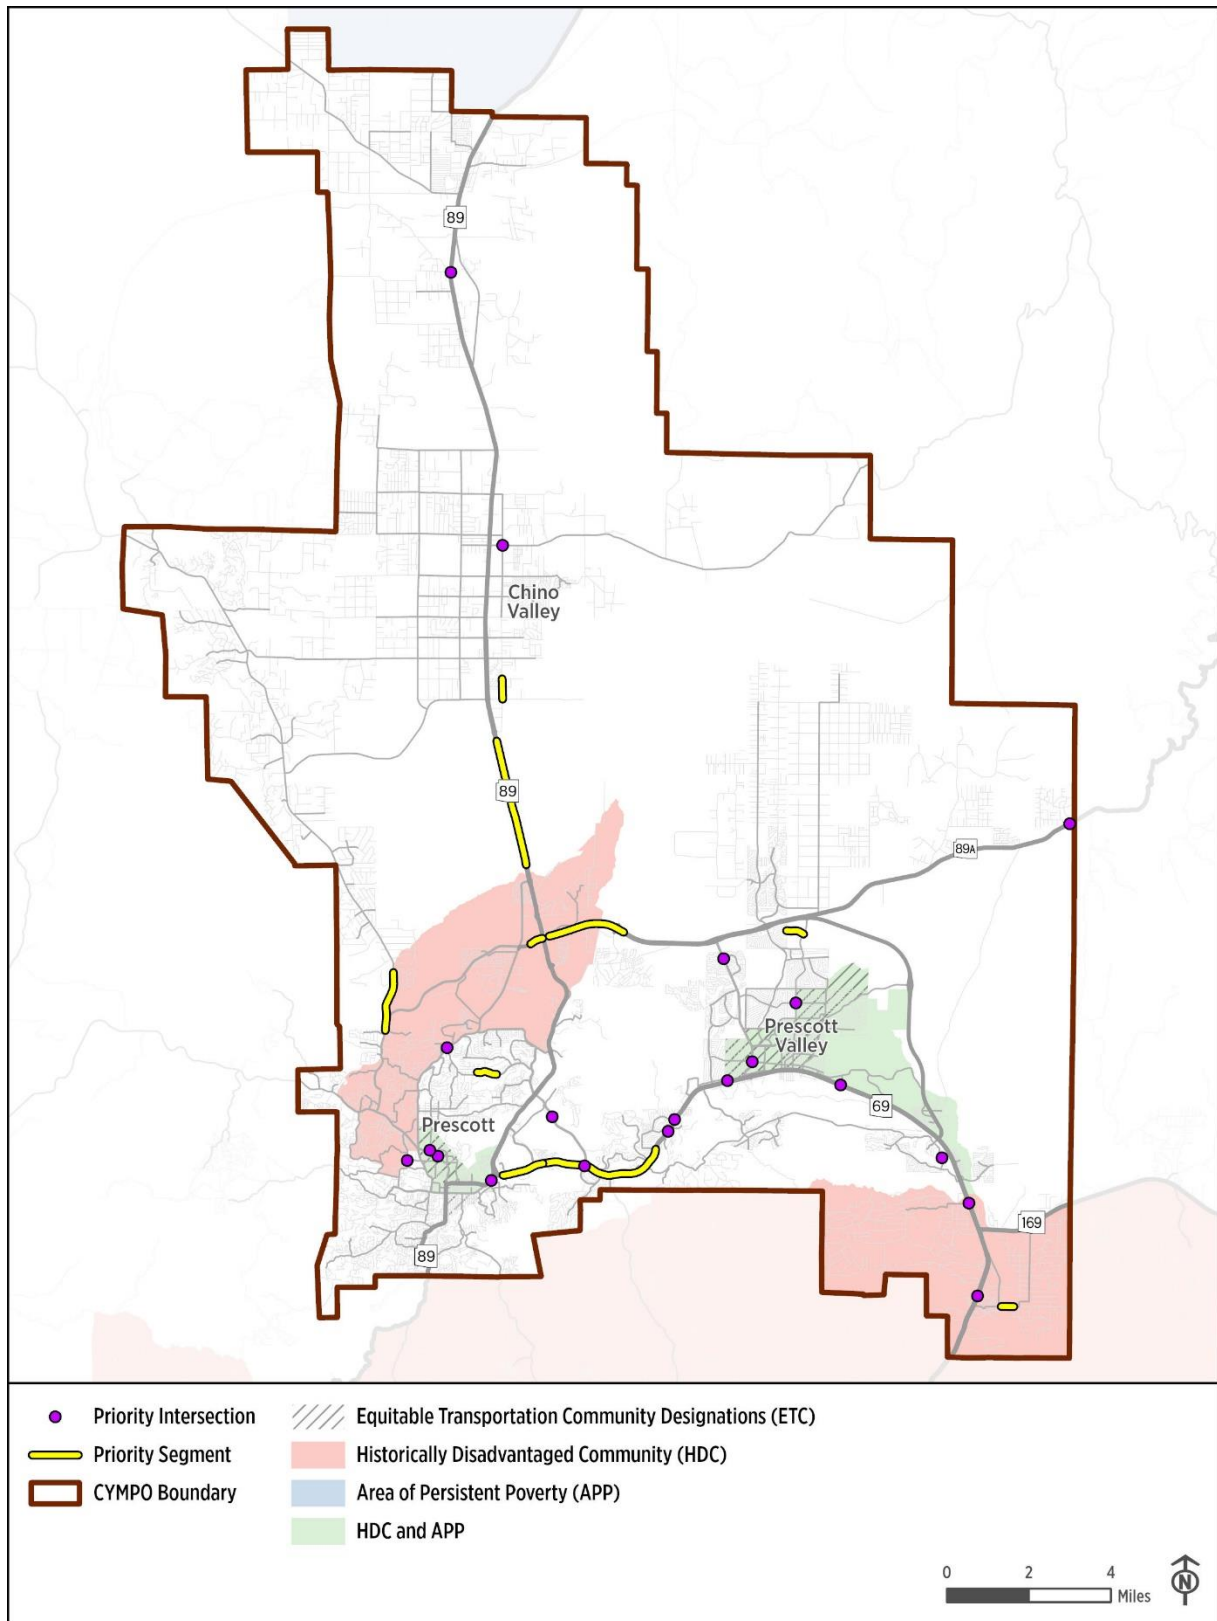 89
Chino
Valley
89
89A
Prescott
Valley
69
Prescott
169
89
Priority Intersection
Priority Segment
CYMPO Boundary
Equitable Transportation Community Designations (ETC)
Historically Disadvantaged Community (HDC)
Area of Persistent Poverty (APP)
HDC and APP
0 2 4
Miles
N